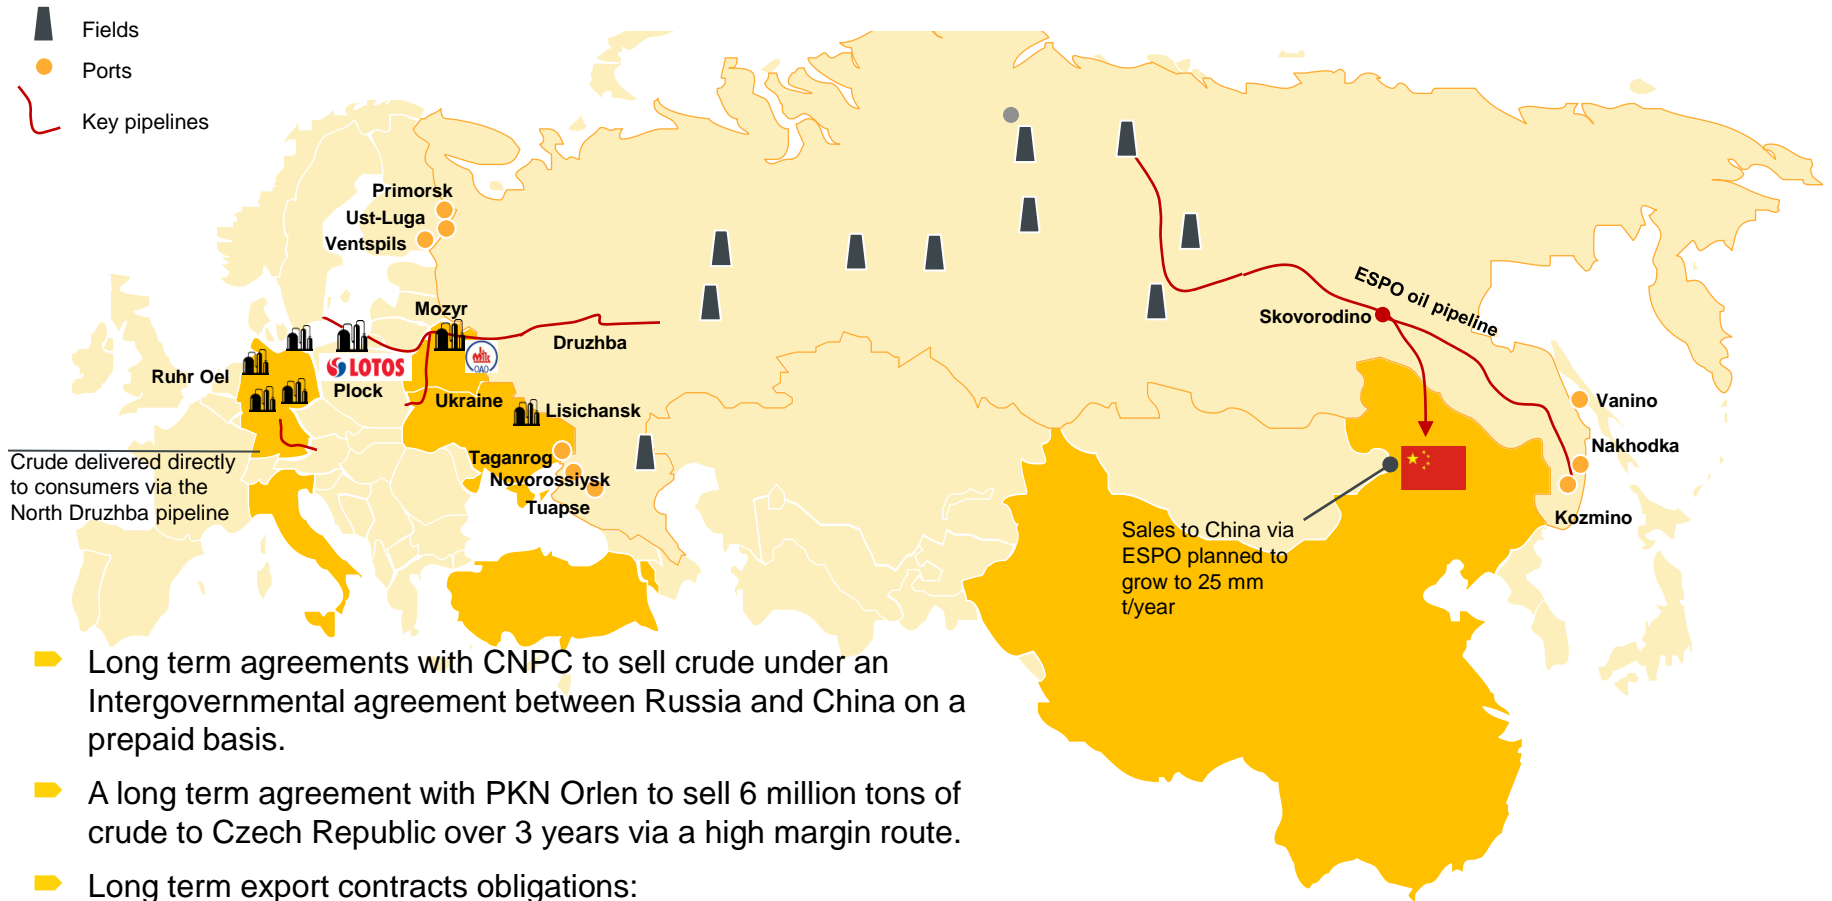 Fields
Ports
Key pipelines
Primorsk
Ust-Luga
Ventspils
Mozyr
Druzhba
ОАО
LOTOS
Ruhr Oel
Plock
Ukraine
Lisichansk
Taganrog
Novorossiysk
Tuapse
Crude delivered directly
to consumers via the
North Druzhba pipeline
ESPO oil pipeline
Skovorodino
Vanino
Nakhodka
Kozmino
Sales to China via
ESPO planned to
grow to 25 mm
t/year
Long term agreements with CNPC to sell crude under an
Intergovernmental agreement between Russia and China on a
prepaid basis.
A long term agreement with PKN Orlen to sell 6 million tons of
crude to Czech Republic over 3 years via a high margin route.
Long term export contracts obligations: